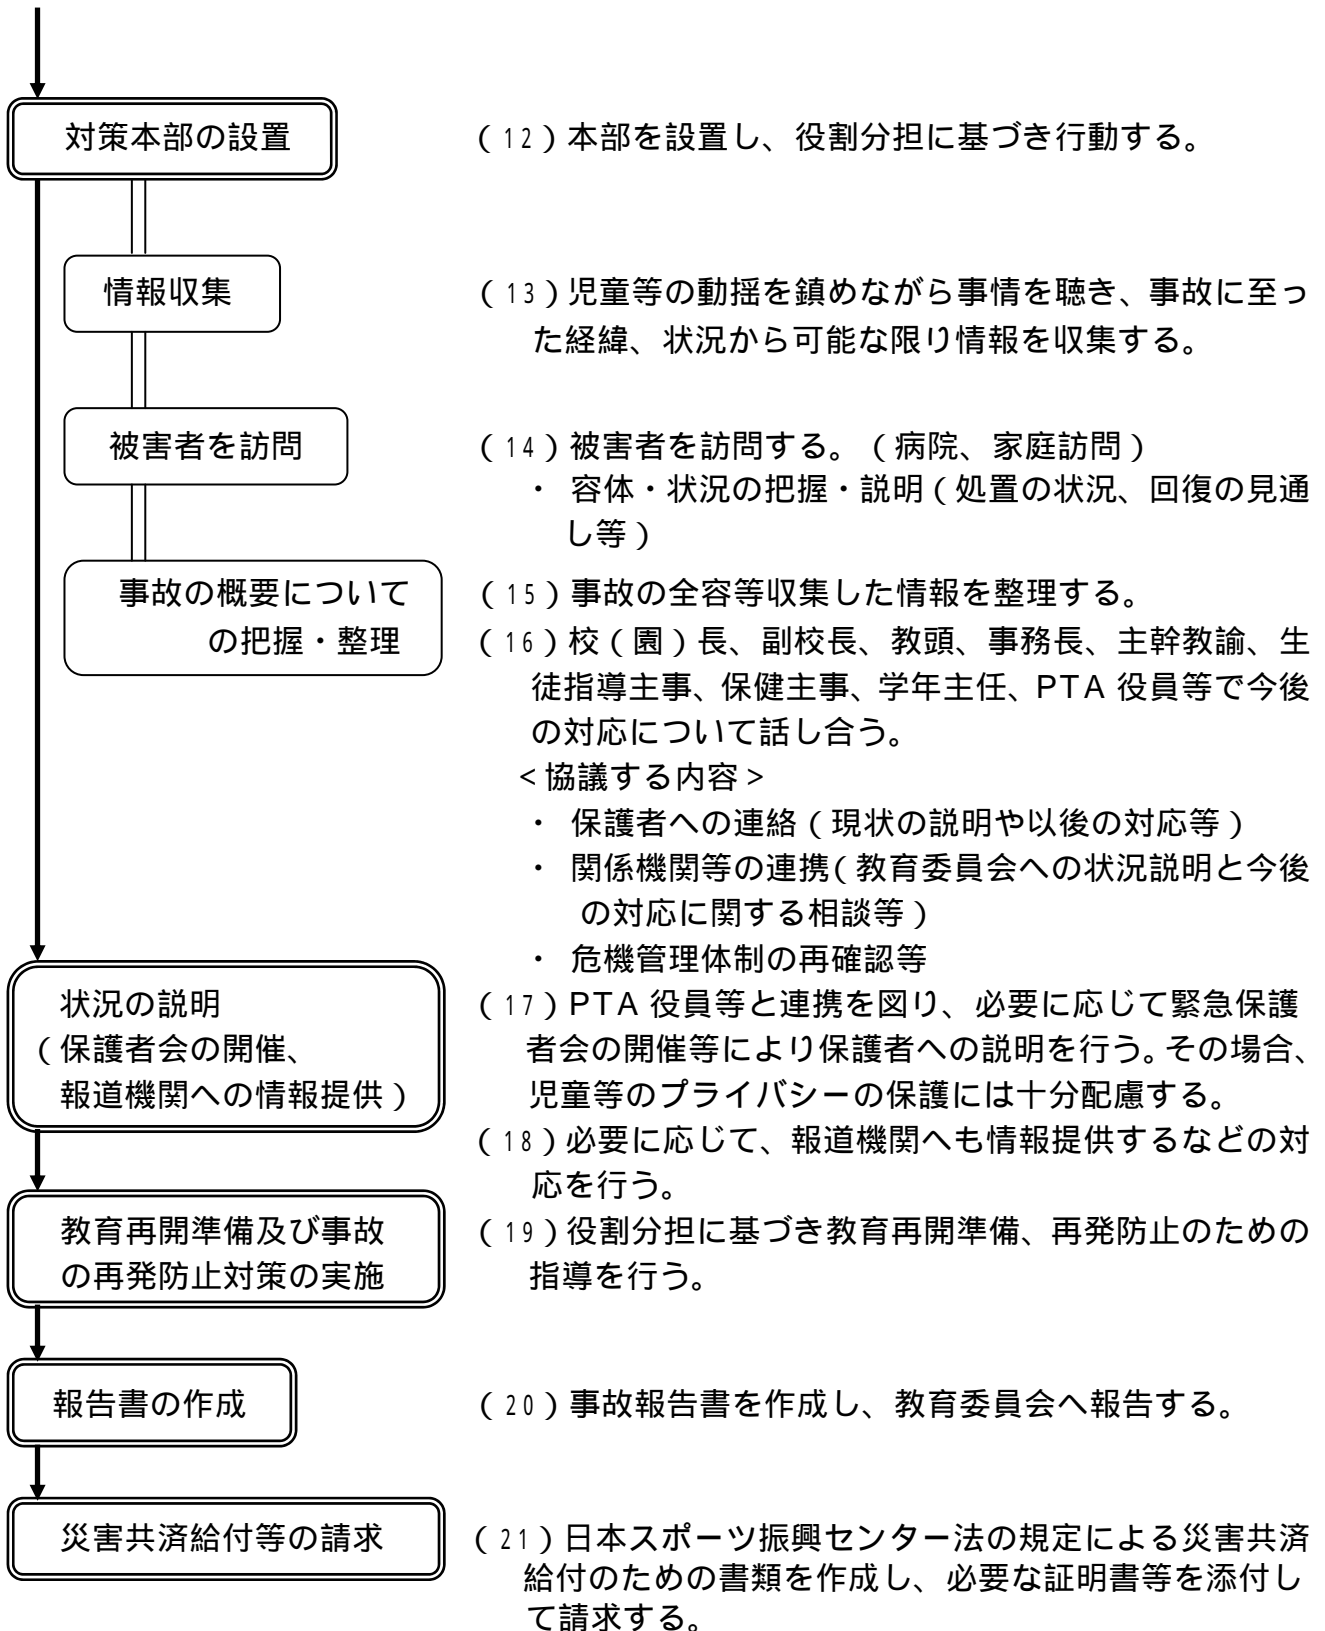 対策本部の設置
(12)本部を設置し、役割分担に基づき行動する。
情報収集
(13)児童等の動揺を鎮めながら事情を聴き、事故に至っ
た経緯、状況から可能な限り情報を収集する。
被害者を訪問
(14)被害者を訪問する。(病院、家庭訪問)
・ 容体・状況の把握・説明(処置の状況、回復の見通
し等)
事故の概要について
の把握・整理
(15)事故の全容等収集した情報を整理する。
(16)校(園)長、副校長、教頭、事務長、主幹教諭、生
徒指導主事、保健主事、学年主任、PTA 役員等で今後
の対応について話し合う。
<協議する内容>
・ 保護者への連絡(現状の説明や以後の対応等)
・ 関係機関等の連携(教育委員会への状況説明と今後
の対応に関する相談等)
・ 危機管理体制の再確認等
状況の説明
(保護者会の開催、
報道機関への情報提供)
(17)PTA 役員等と連携を図り、必要に応じて緊急保護
者会の開催等により保護者への説明を行う。その場合、
児童等のプライバシーの保護には十分配慮する。
(18)必要に応じて、報道機関へも情報提供するなどの対
応を行う。
教育再開準備及び事故
の再発防止対策の実施
(19)役割分担に基づき教育再開準備、再発防止のための
指導を行う。
報告書の作成
(20)事故報告書を作成し、教育委員会へ報告する。
災害共済給付等の請求
(21)日本スポーツ振興センター法の規定による災害共済
給付のための書類を作成し、必要な証明書等を添付し
て請求する。